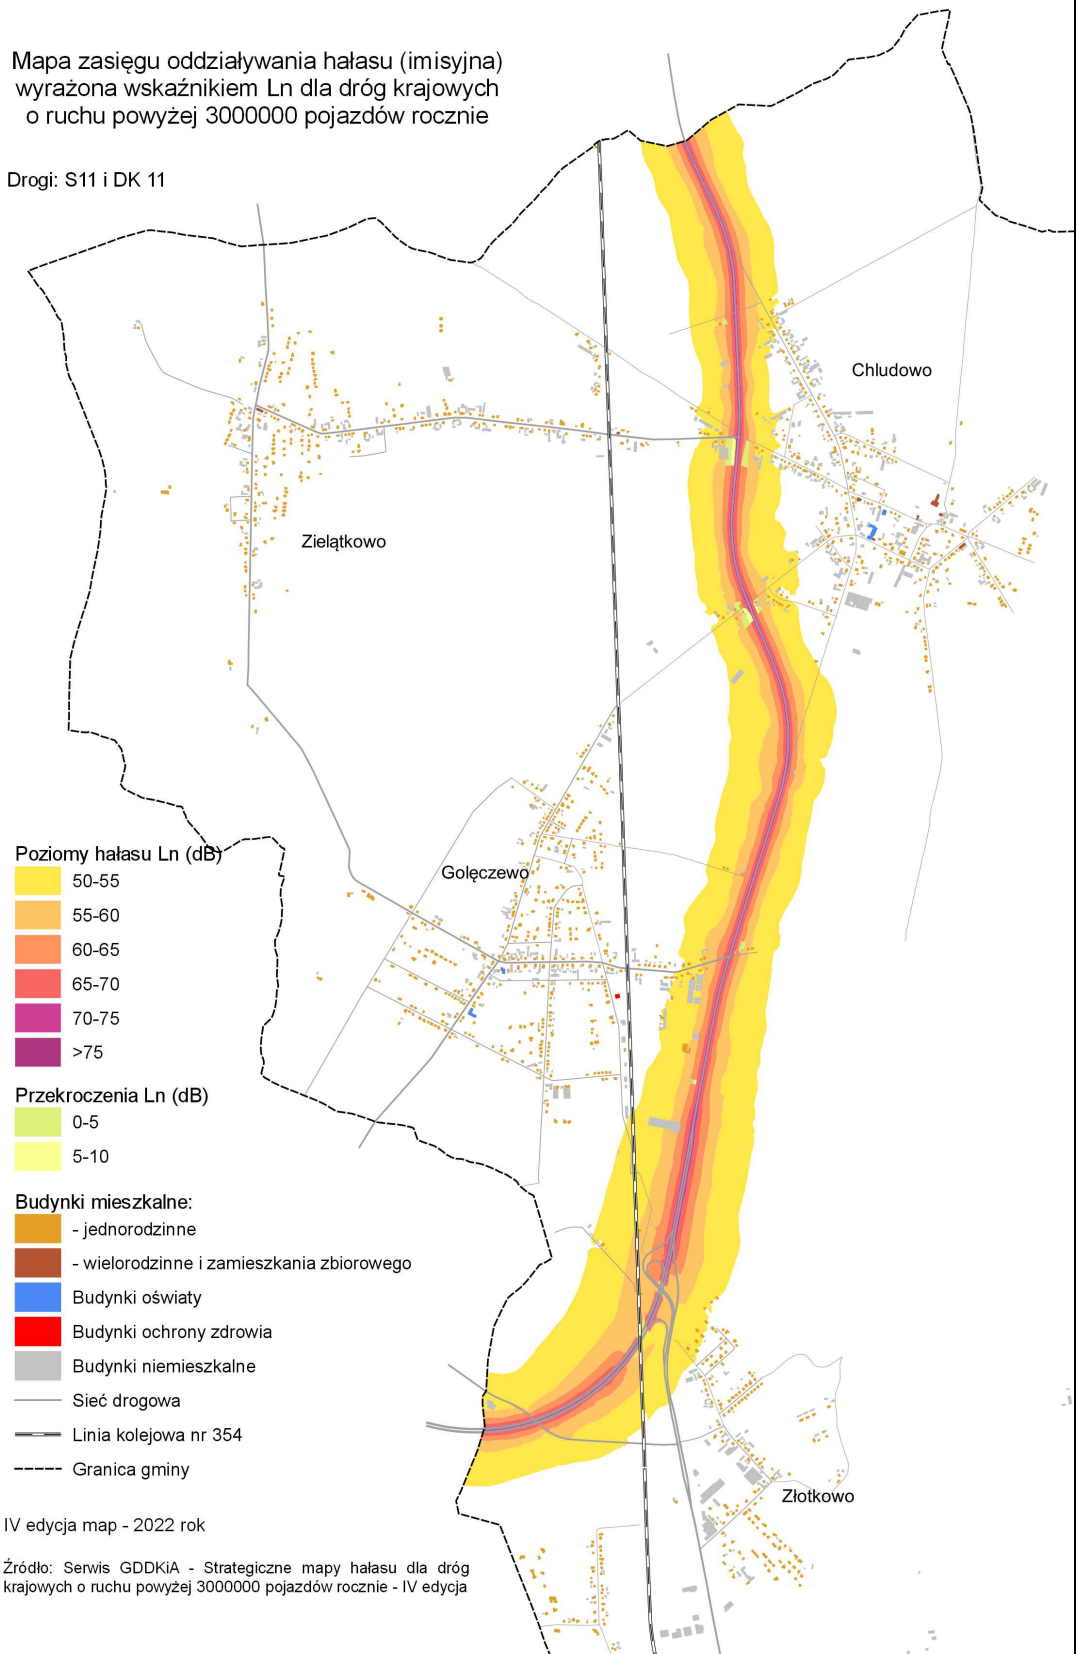 Mapa zasięgu oddziaływania hałasu (imisyjna)
wyrażona wskaźnikiem Ln dla dróg krajowych
o ruchu powyżej 3000000 pojazdów rocznie
Drogi: S11 i DK 11
Chludowo
Zielątkowo
Golęczewo
Złotkowo
Poziomy hałasu Ln (dB)
50-55
55-60
60-65
65-70
70-75
>75
Przekroczenia Ln (dB)
0-5
5-10
Budynki mieszkalne:
- jednorodzinne
- wielorodzinne i zamieszkania zbiorowego
Budynki oświaty
Budynki ochrony zdrowia
Budynki niemieszkalne
Sieć drogowa
Linia kolejowa nr 354
Granica gminy
IV edycja map - 2022 rok
Źródło: Serwis GDDKiA - Strategiczne mapy hałasu dla dróg
krajowych o ruchu powyżej 3000000 pojazdów rocznie - IV edycja